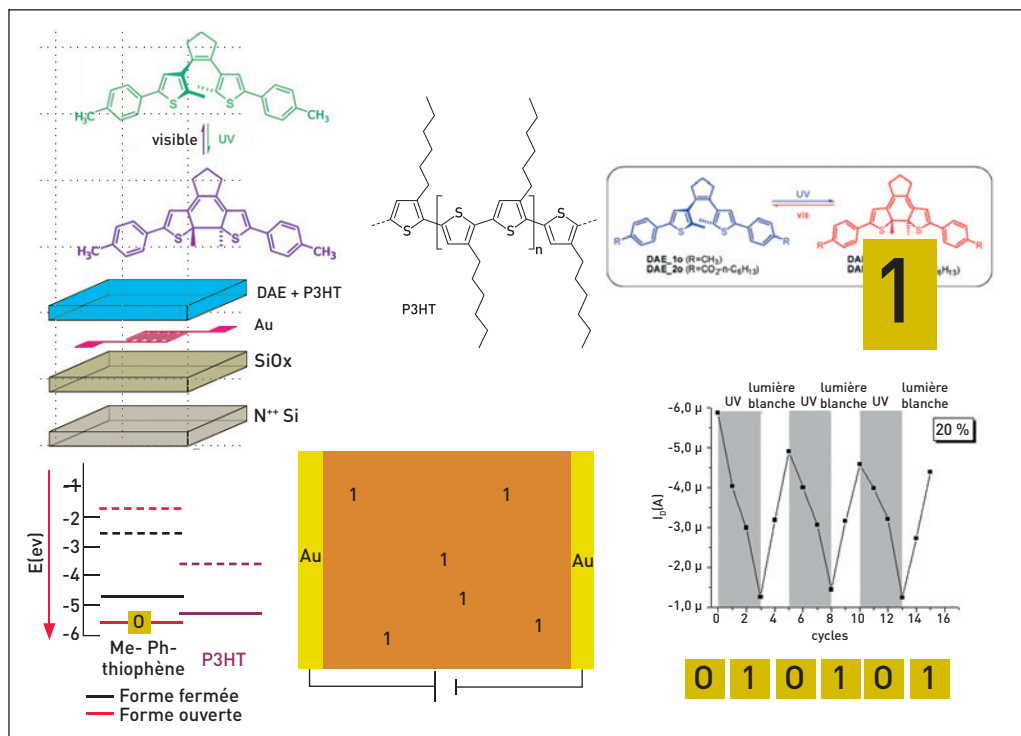 S
S
H₃C
CH₃
visible
UV
H₃C
S
S
CH₃
DAE + P3HT
Au
SiOx
N⁺⁺ Si
S
S
S
S
n
P3HT
UV
vis
R
S
S
R
R
S
S
R
DAE_1o (R=CH₃)
DAE_2o (R=CO₂-n-C₆H₁₃)
1
E(ev)
-1
-2
-3
-4
-5
-6
0
Me- Ph-
thiophène
P3HT
Forme fermée
Forme ouverte
Au
1
1
1
1
1
1
Au
UV
lumière
blanche
UV
lumière
blanche
UV
lumière
blanche
20 %
I_D(A)
-6,0 µ
-5,0 µ
-4,0 µ
-3,0 µ
-2,0 µ
-1,0 µ
0 2 4 6 8 10 12 14 16
cycles
0 1 0 1 0 1